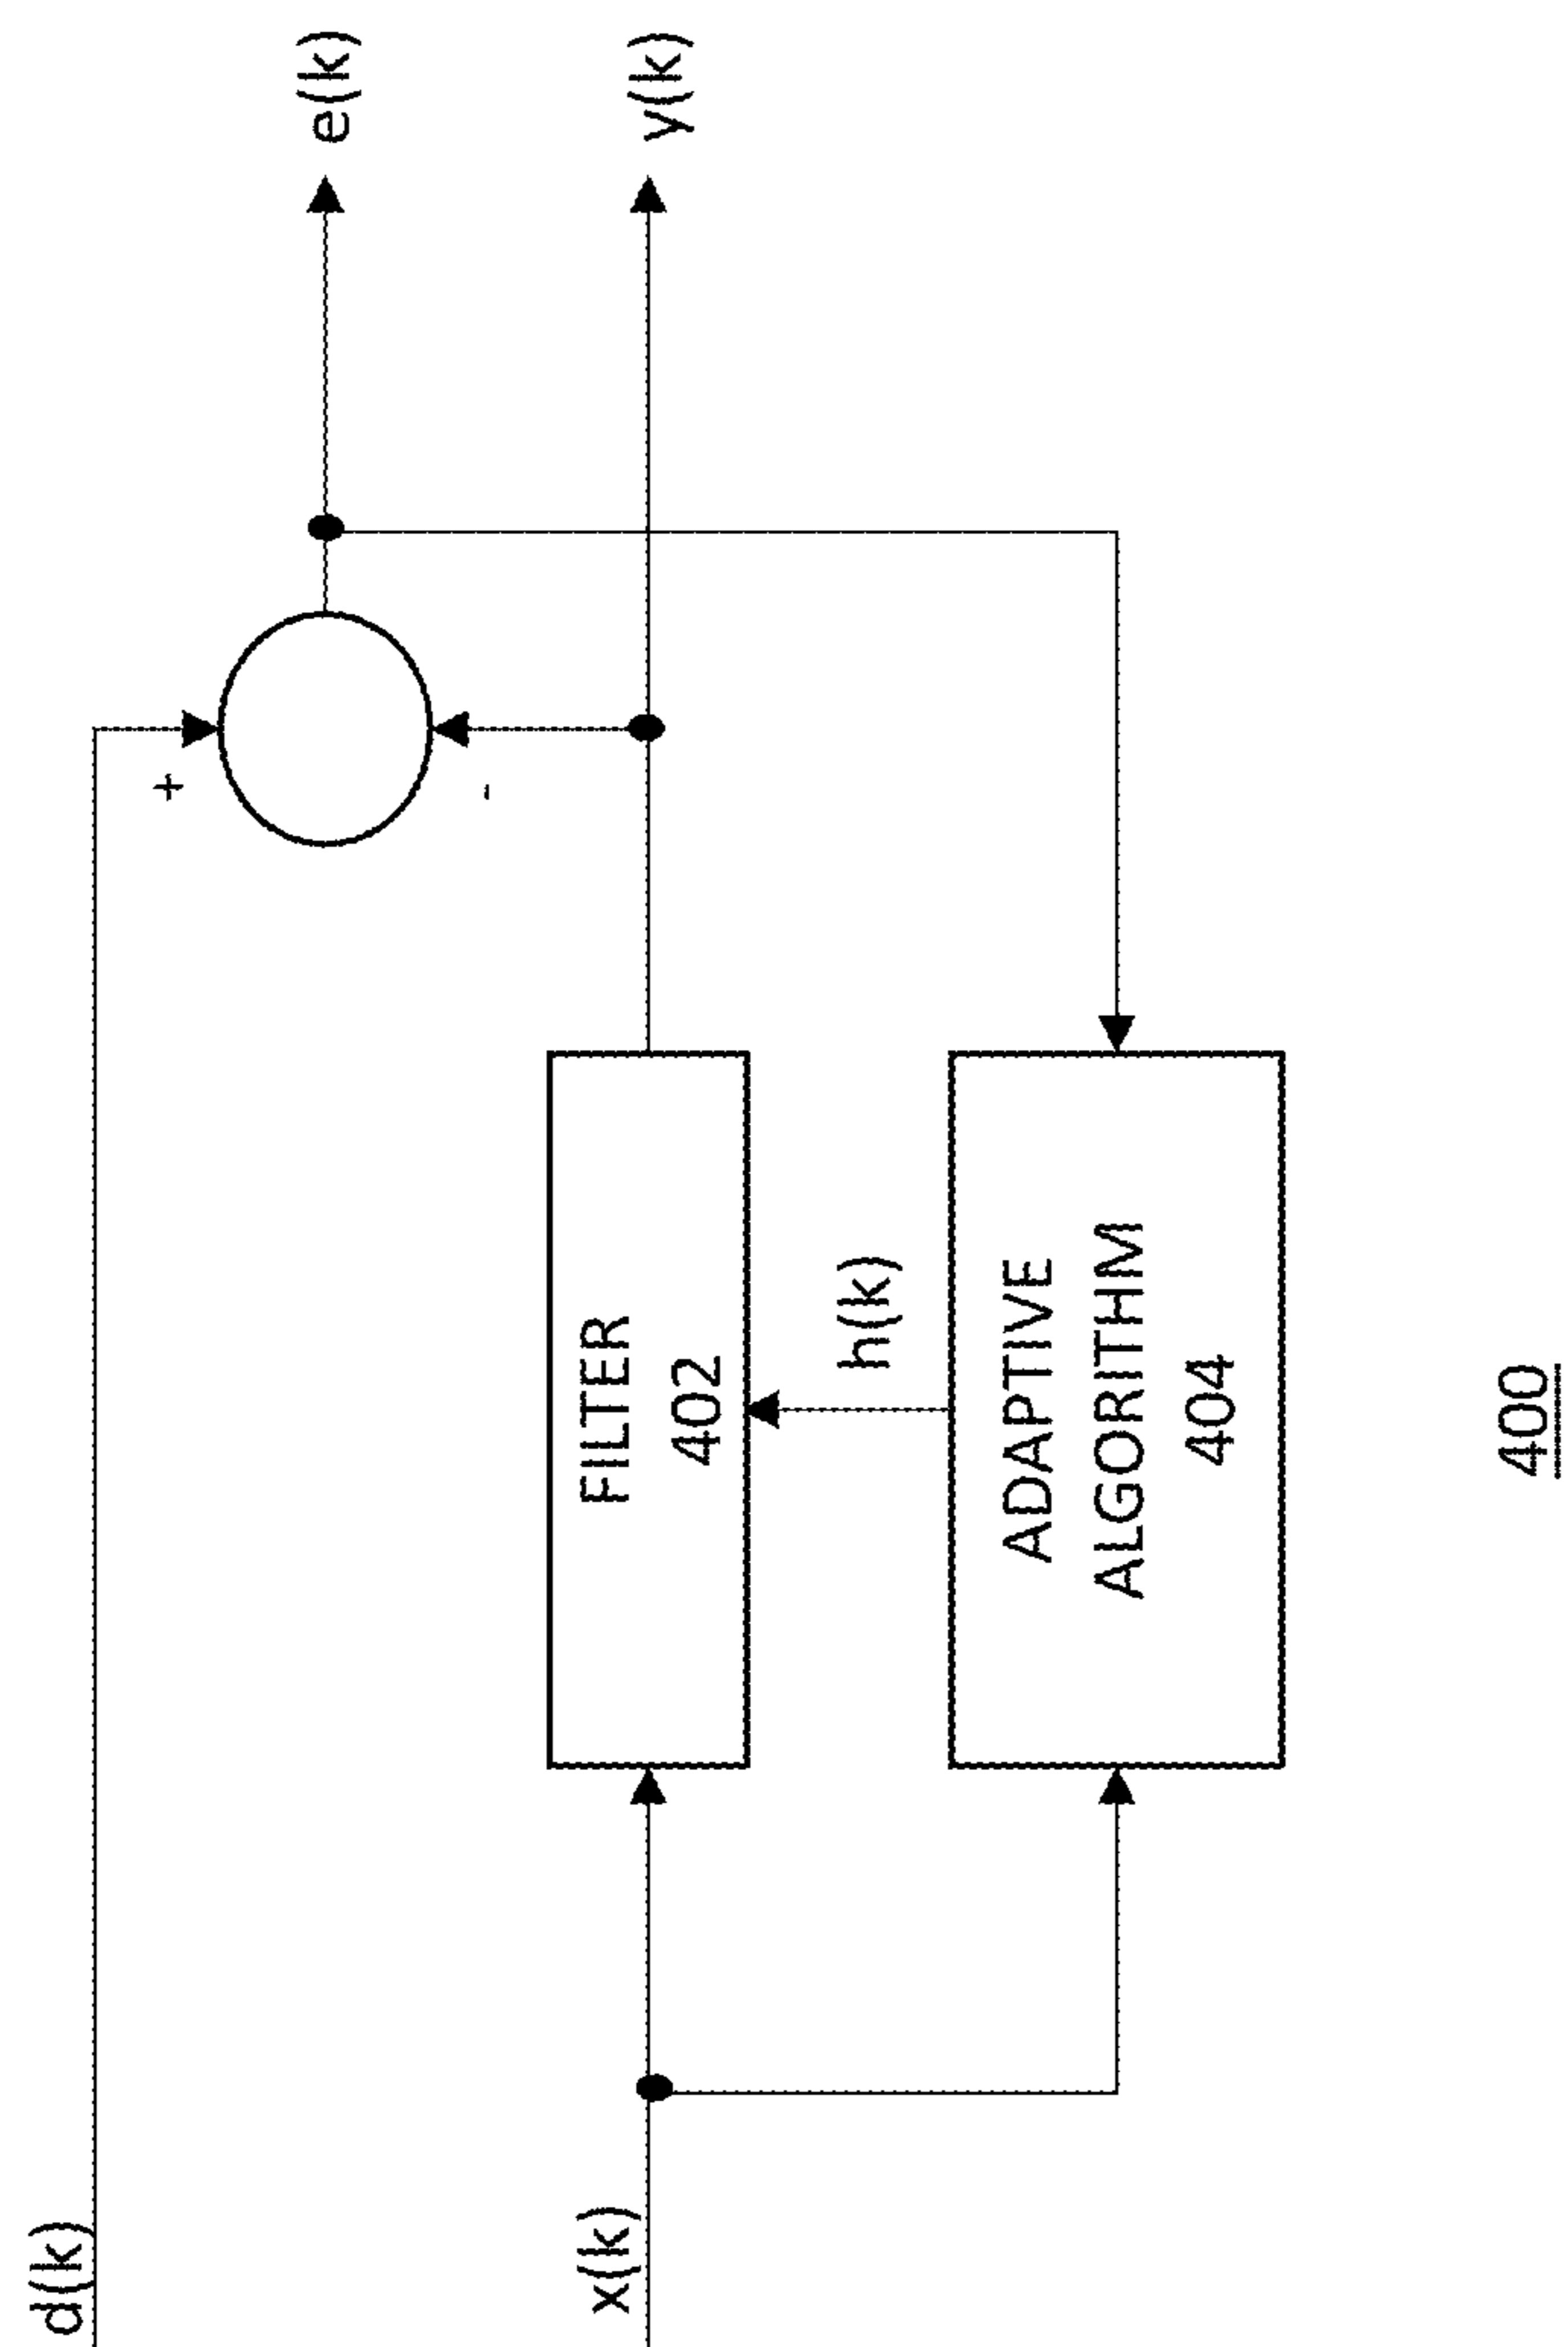 d(k)
+
e(k)
-
x(k)
FILTER
402
y(k)
h(k)
ADAPTIVE
ALGORITHM
404
400